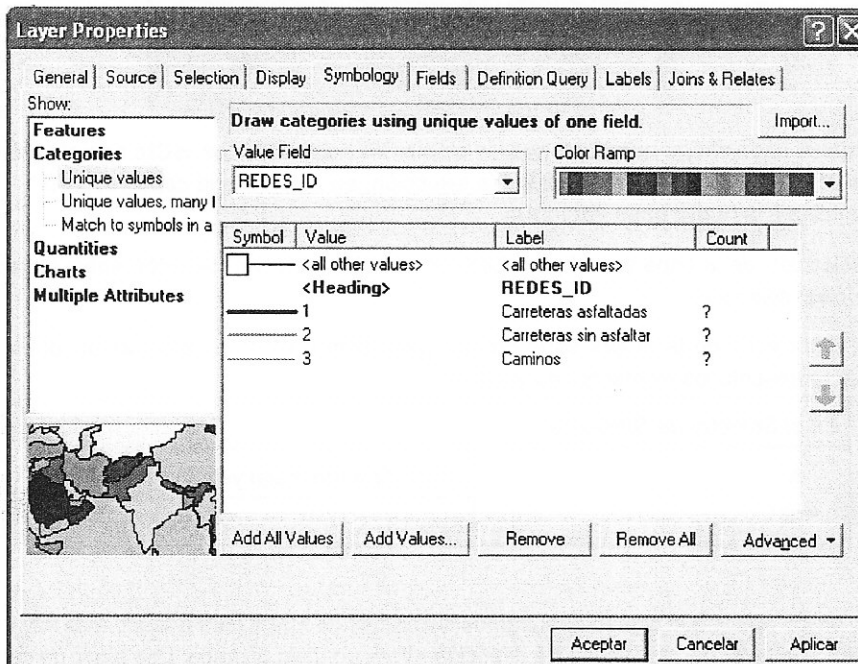 Layer Properties
General Source Selection Display Symbology Fields Definition Query Labels Joins & Relates
Show:
Features
Categories
Unique values
Unique values, many
Match to symbols in a
Quantities
Charts
Multiple Attributes
Draw categories using unique values of one field.
Import...
Value Field
REDES_ID
Color Ramp
Symbol Value Label Count
<all other values> <all other values>
<Heading> REDES_ID
1 Carreteras asfaltadas ?
2 Carreteras sin asfaltar ?
3 Caminos ?
Add All Values Add Values... Remove Remove All Advanced
Aceptar Cancelar Aplicar